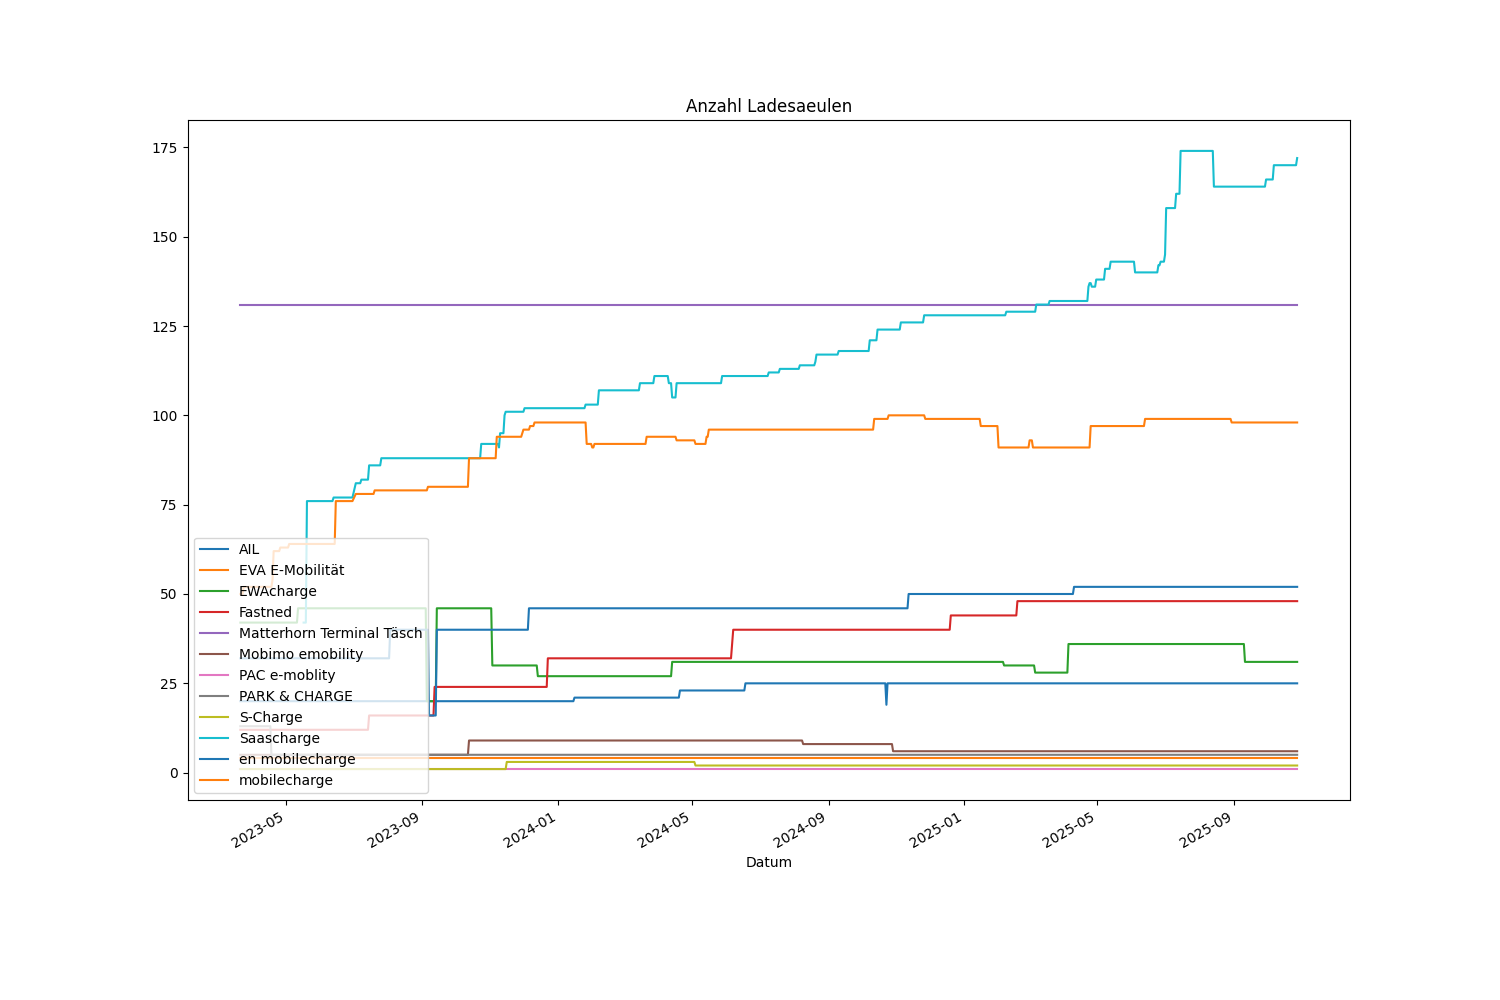 Anzahl Ladesaeulen
175
150
125
100
75
50
25
0
AIL
EVA E-Mobilität
EWAcharge
Fastned
Matterhorn Terminal Täsch
Mobimo emobility
PAC e-moblity
PARK & CHARGE
S-Charge
Saascharge
en mobilecharge
mobilecharge
2023-05
2023-09
2024-01
2024-05
2024-09
2025-01
2025-05
2025-09
Datum